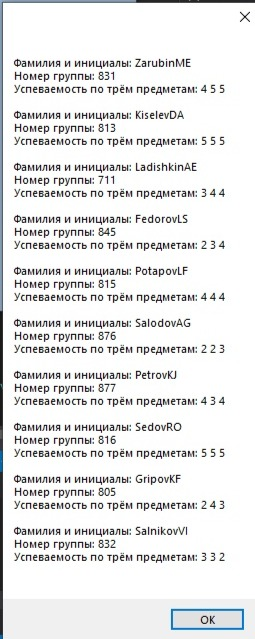 Фамилия и инициалы: ZarubinME
Номер группы: 831
Успеваемость по трём предметам: 4 5 5
Фамилия и инициалы: KiselevDA
Номер группы: 813
Успеваемость по трём предметам: 5 5 5
Фамилия и инициалы: LadishkinAE
Номер группы: 711
Успеваемость по трём предметам: 3 4 4
Фамилия и инициалы: FedorovLS
Номер группы: 845
Успеваемость по трём предметам: 2 3 4
Фамилия и инициалы: PotapovLF
Номер группы: 815
Успеваемость по трём предметам: 4 4 4
Фамилия и инициалы: SalodovAG
Номер группы: 876
Успеваемость по трём предметам: 2 2 3
Фамилия и инициалы: PetrovKJ
Номер группы: 877
Успеваемость по трём предметам: 4 3 4
Фамилия и инициалы: SedovRO
Номер группы: 816
Успеваемость по трём предметам: 5 5 5
Фамилия и инициалы: GripovKF
Номер группы: 805
Успеваемость по трём предметам: 2 4 3
Фамилия и инициалы: SalnikovVI
Номер группы: 832
Успеваемость по трём предметам: 3 3 2
ОК